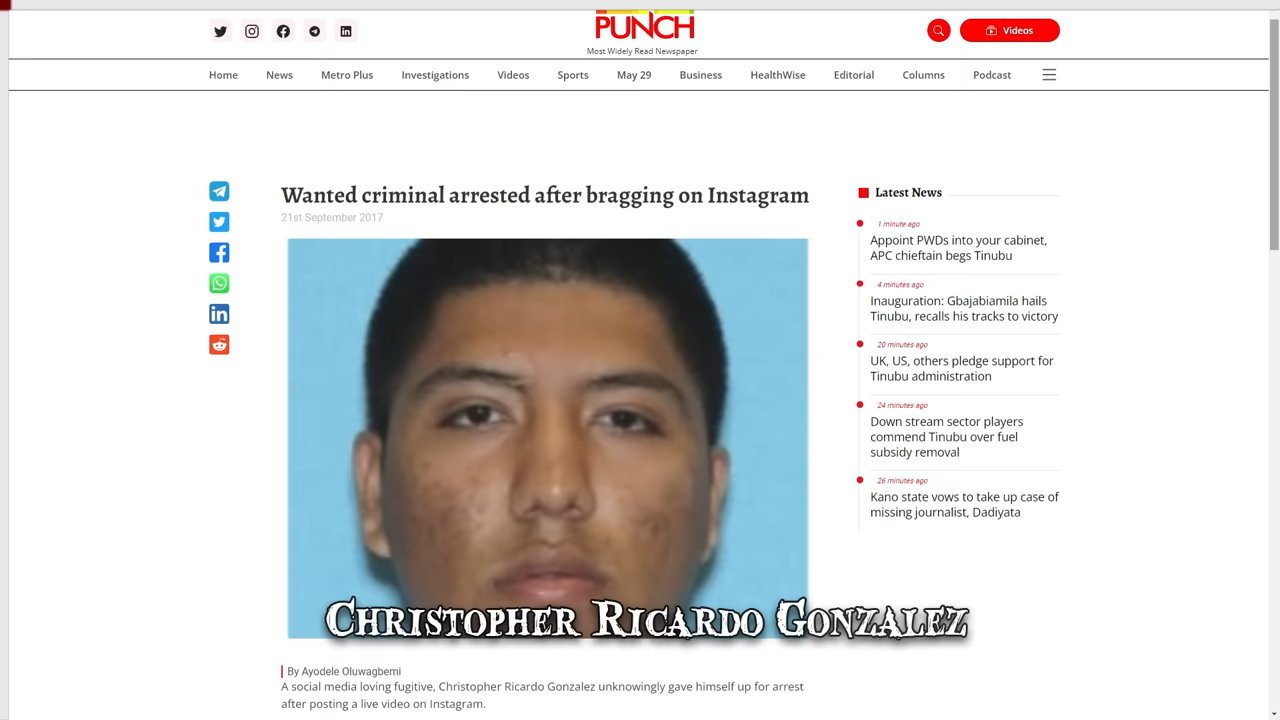 PUNCH
Most Widely Read Newspaper
Videos
Home
News
Metro Plus
Investigations
Videos
Sports
May 29
Business
HealthWise
Editorial
Columns
Podcast
Wanted criminal arrested after bragging on Instagram
21st September 2017
CHRISTOPHER RICARDO GONZALEZ
By Ayodele Oluwagbemi
A social media loving fugitive, Christopher Ricardo Gonzalez unknowingly gave himself up for arrest
after posting a live video on Instagram.
Latest News
1 minute ago
Appoint PWDs into your cabinet,
APC chieftain begs Tinubu
4 minutes ago
Inauguration: Gbajabiamila hails
Tinubu, recalls his tracks to victory
20 minutes ago
UK, US, others pledge support for
Tinubu administration
24 minutes ago
Down stream sector players
commend Tinubu over fuel
subsidy removal
26 minutes ago
Kano state vows to take up case of
missing journalist, Dadiyata